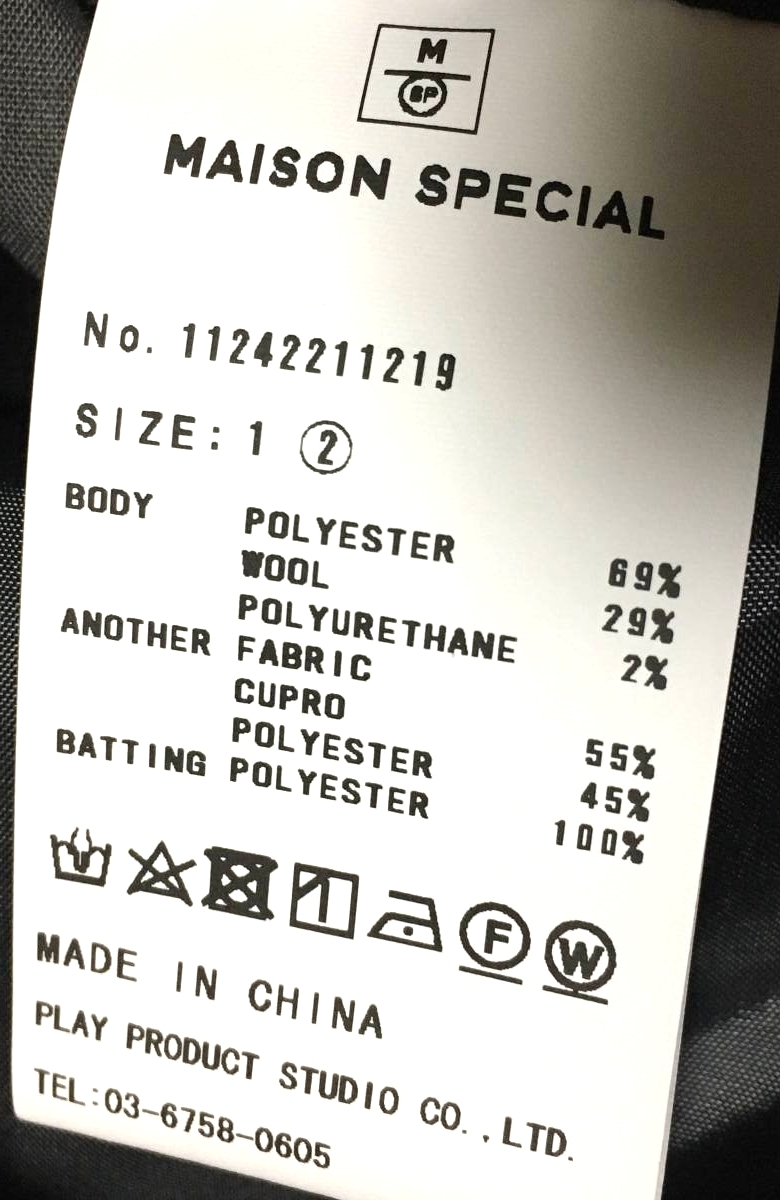 M
SP
MAISON SPECIAL
No. 11242211219
SIZE: 1 ②
BODY POLYESTER 69%
WOOL 29%
POLYURETHANE 2%
ANOTHER FABRIC
CUPRO 55%
POLYESTER 45%
BATTING POLYESTER 100%
F W
MADE IN CHINA
PLAY PRODUCT STUDIO CO.,LTD.
TEL:03-6758-0605